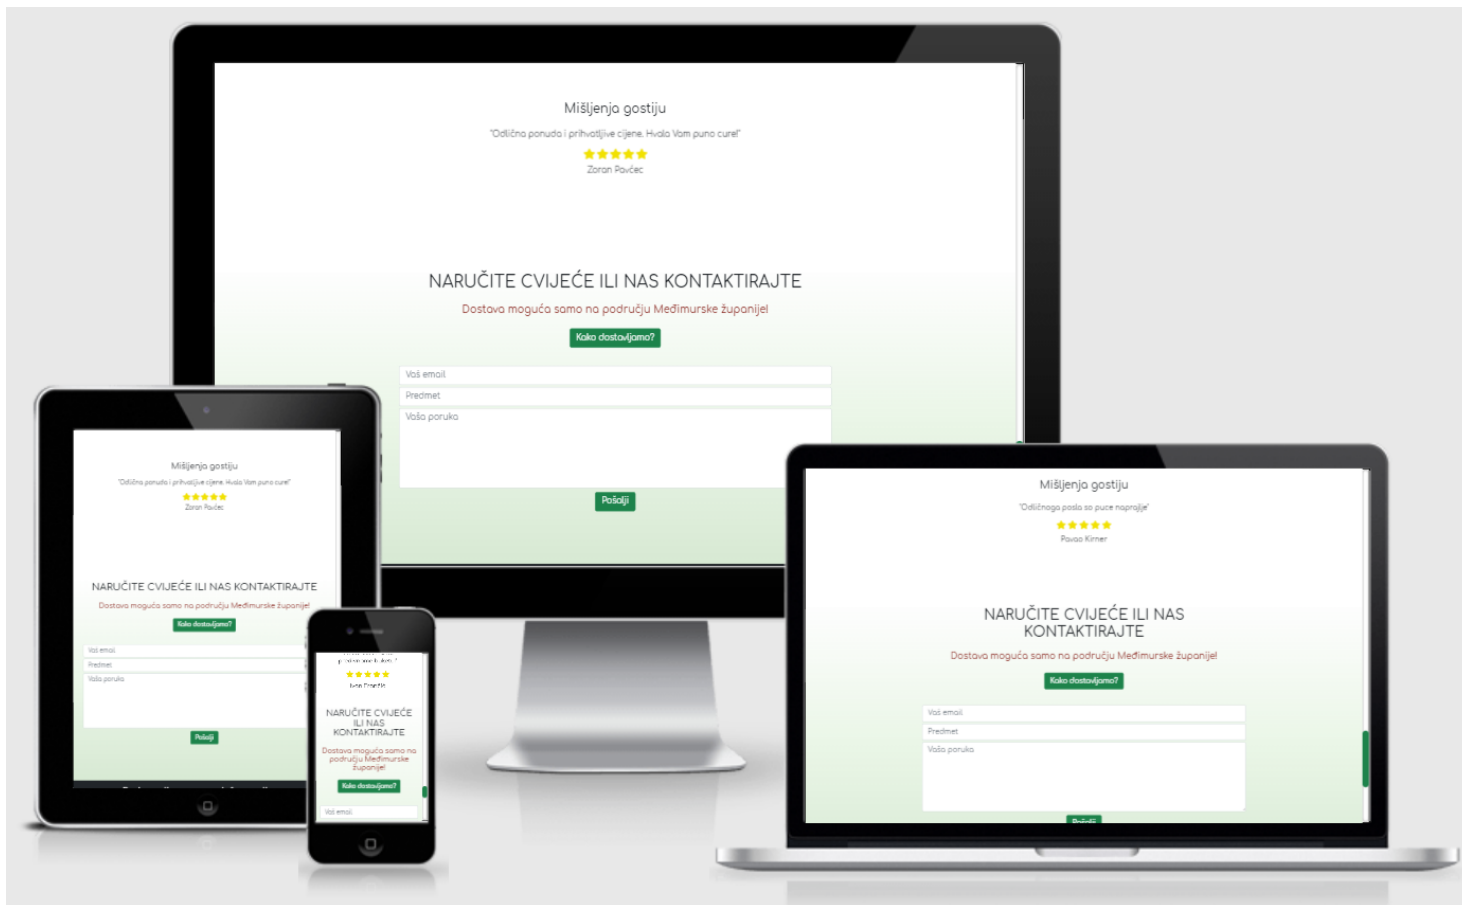 Mišljenja gostiju
"Odlična ponuda i prihvatljive cijene. Hvala Vam puno cure!"
Zoran Pavčec
NARUČITE CVIJEĆE ILI NAS KONTAKTIRAJTE
Dostava moguća samo na području Međimurske županije!
Kako dostavljamo?
Vaš email
Predmet
Vaša poruka
Pošalji
Mišljenja gostiju
"Odlična ponuda i prihvatljive cijene. Hvala Vam puno cure!"
Zoran Pavčec
NARUČITE CVIJEĆE ILI NAS KONTAKTIRAJTE
Dostava moguća samo na području Međimurske županije!
Kako dostavljamo?
Vaš email
Predmet
Vaša poruka
Pošalji
NARUČITE CVIJEĆE
ILI NAS
KONTAKTIRAJTE
Dostava moguća samo na
području Međimurske
županije!
Kako dostavljamo?
Vaš email
Mišljenja gostiju
"Odličnoga posla so puce naprajle"
Pavao Kirner
NARUČITE CVIJEĆE ILI NAS
KONTAKTIRAJTE
Dostava moguća samo na području Međimurske županije!
Kako dostavljamo?
Vaš email
Predmet
Vaša poruka
Pošalji